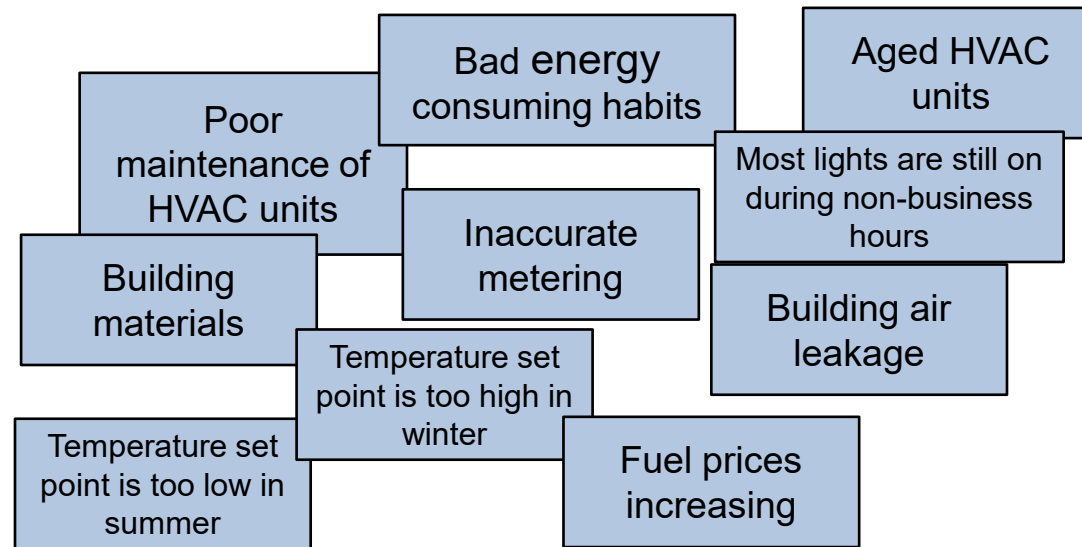 Bad energy
consuming habits
Aged HVAC
units
Poor
maintenance of
HVAC units
Most lights are still on
during non-business
hours
Inaccurate
metering
Building
materials
Building air
leakage
Temperature set
point is too high in
winter
Temperature set
point is too low in
summer
Fuel prices
increasing